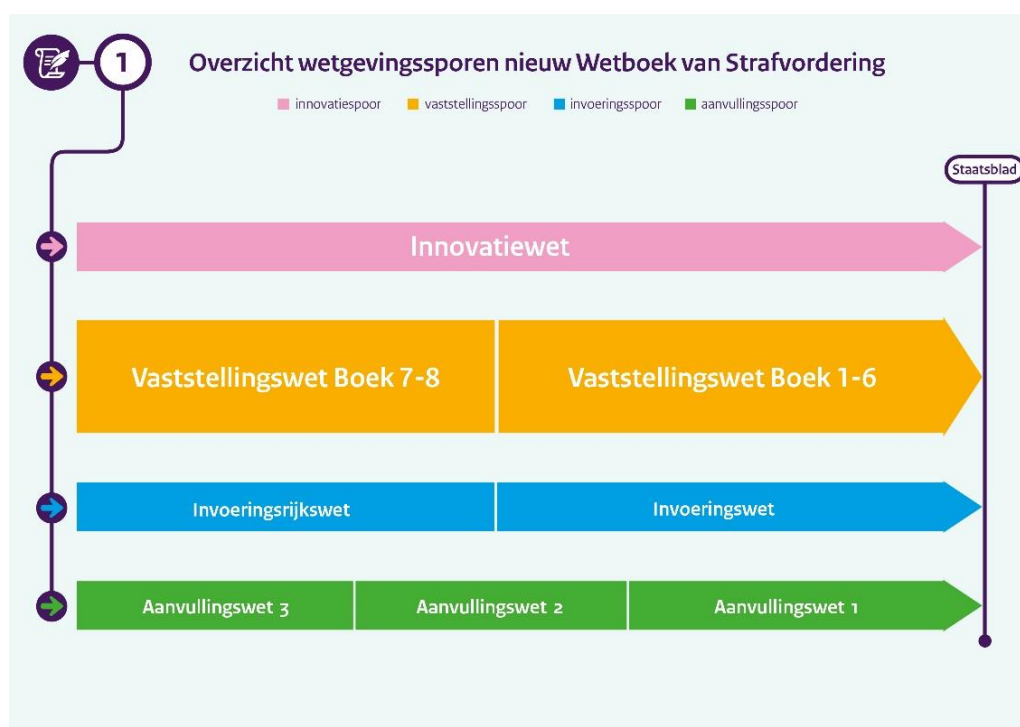 1
Overzicht wetgevingssporen nieuw Wetboek van Strafvordering
innovatiespoor vaststellingsspoor invoeringsspoor aanvullingsspoor
Staatsblad
Innovatiewet
Vaststellingswet Boek 7-8 Vaststellingswet Boek 1-6
Invoeringsrijkswet Invoeringswet
Aanvullingswet 3 Aanvullingswet 2 Aanvullingswet 1